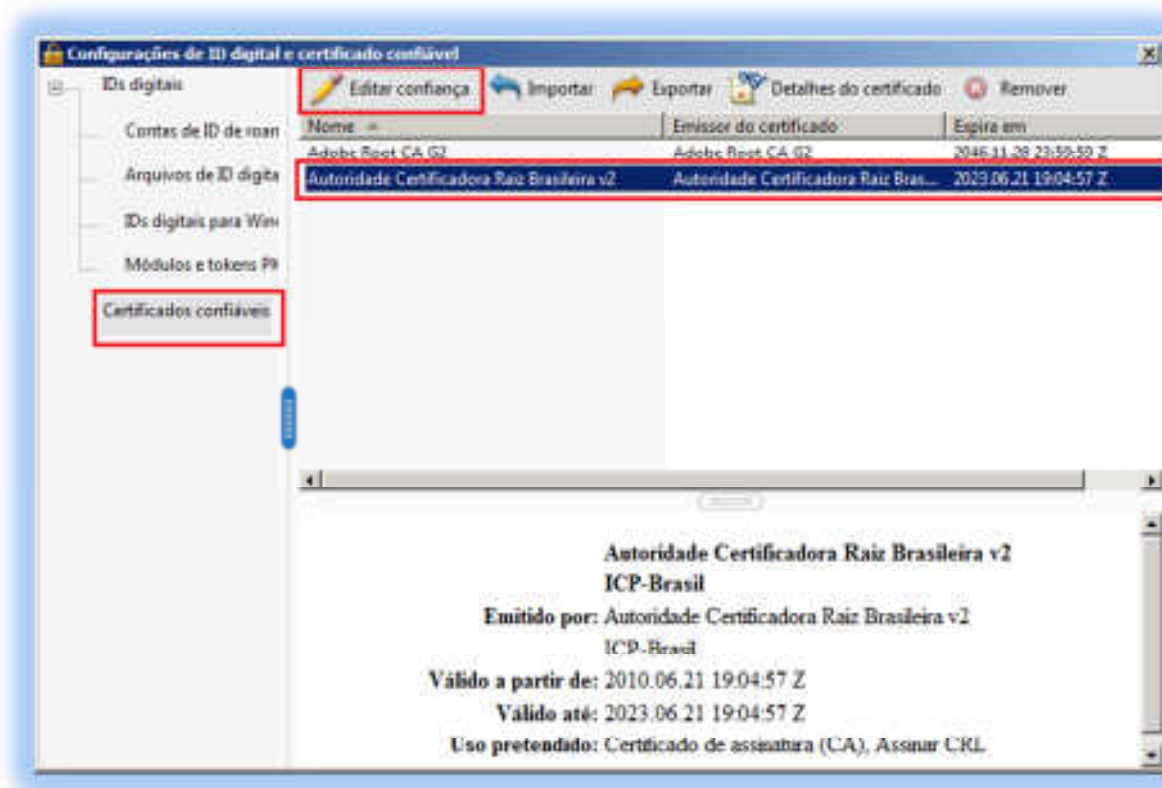 Configurações de ID digital e certificado confiável
IDs digitais
Contas de ID de roam
Arquivos de ID digita
IDs digitais para Win
Módulos e tokens PK
Certificados confiáveis
Editar confiança Importar Exportar Detalhes do certificado Remover
Nome Emissor do certificado Expira em
Adobe Root CA G2 Adobe Root CA G2 2046.11.28 23:59:59 Z
Autoridade Certificadora Raiz Brasileira v2 Autoridade Certificadora Raiz Bras... 2023.06.21 19:04:57 Z
Autoridade Certificadora Raiz Brasileira v2
ICP-Brasil
Emitido por: Autoridade Certificadora Raiz Brasileira v2
ICP-Brasil
Válido a partir de: 2010.06.21 19:04:57 Z
Válido até: 2023.06.21 19:04:57 Z
Uso pretendido: Certificado de assinatura (CA), Assinar CRL